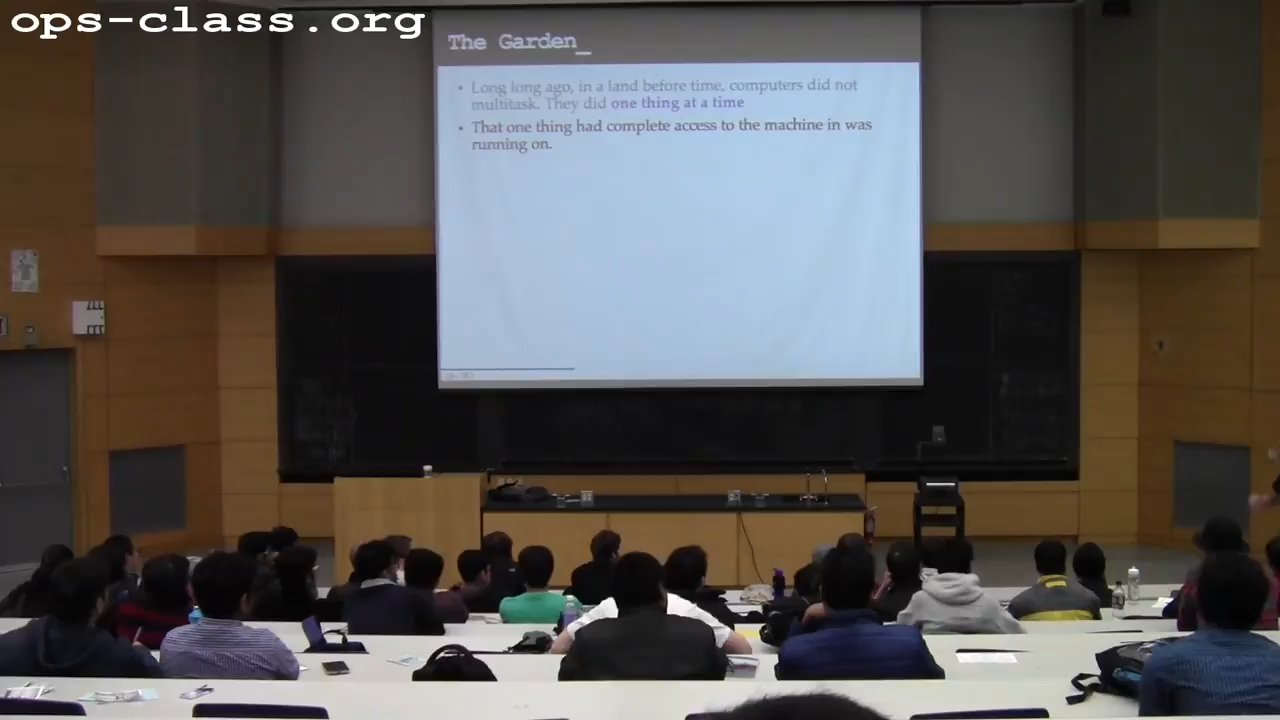 ops-class.org
The Garden_
• Long long ago, in a land before time, computers did not
multitask. They did one thing at a time
• That one thing had complete access to the machine in was
running on.